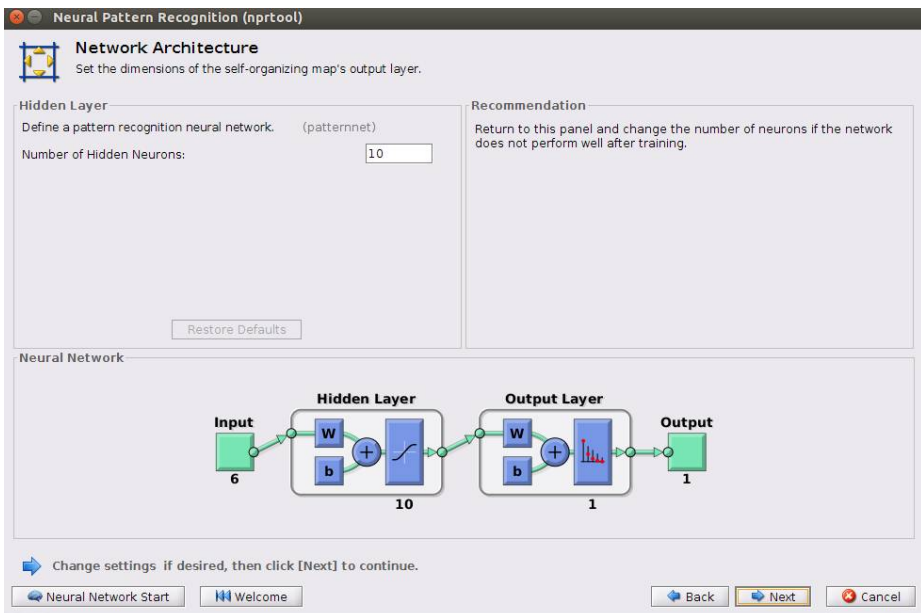 Neural Pattern Recognition (nprtool)
Network Architecture
Set the dimensions of the self-organizing map's output layer.
Hidden Layer
Define a pattern recognition neural network. (patternnet)
Number of Hidden Neurons: 10
Restore Defaults
Recommendation
Return to this panel and change the number of neurons if the network
does not perform well after training.
Neural Network
Hidden Layer
Output Layer
Input
Output
W
b
W
b
6
10
1
1
Change settings if desired, then click [Next] to continue.
Neural Network Start
Welcome
Back
Next
Cancel